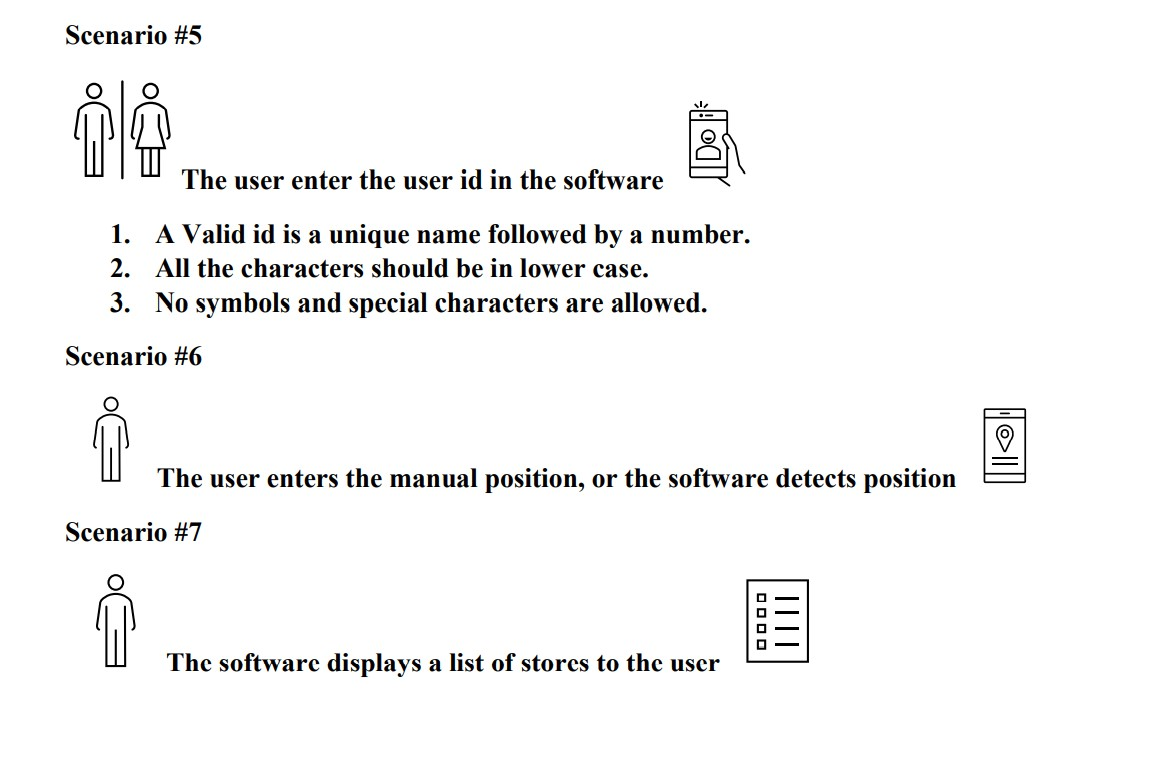 Scenario #5
The user enter the user id in the software
1. A Valid id is a unique name followed by a number.
2. All the characters should be in lower case.
3. No symbols and special characters are allowed.
Scenario #6
The user enters the manual position, or the software detects position
Scenario #7
The software displays a list of stores to the user